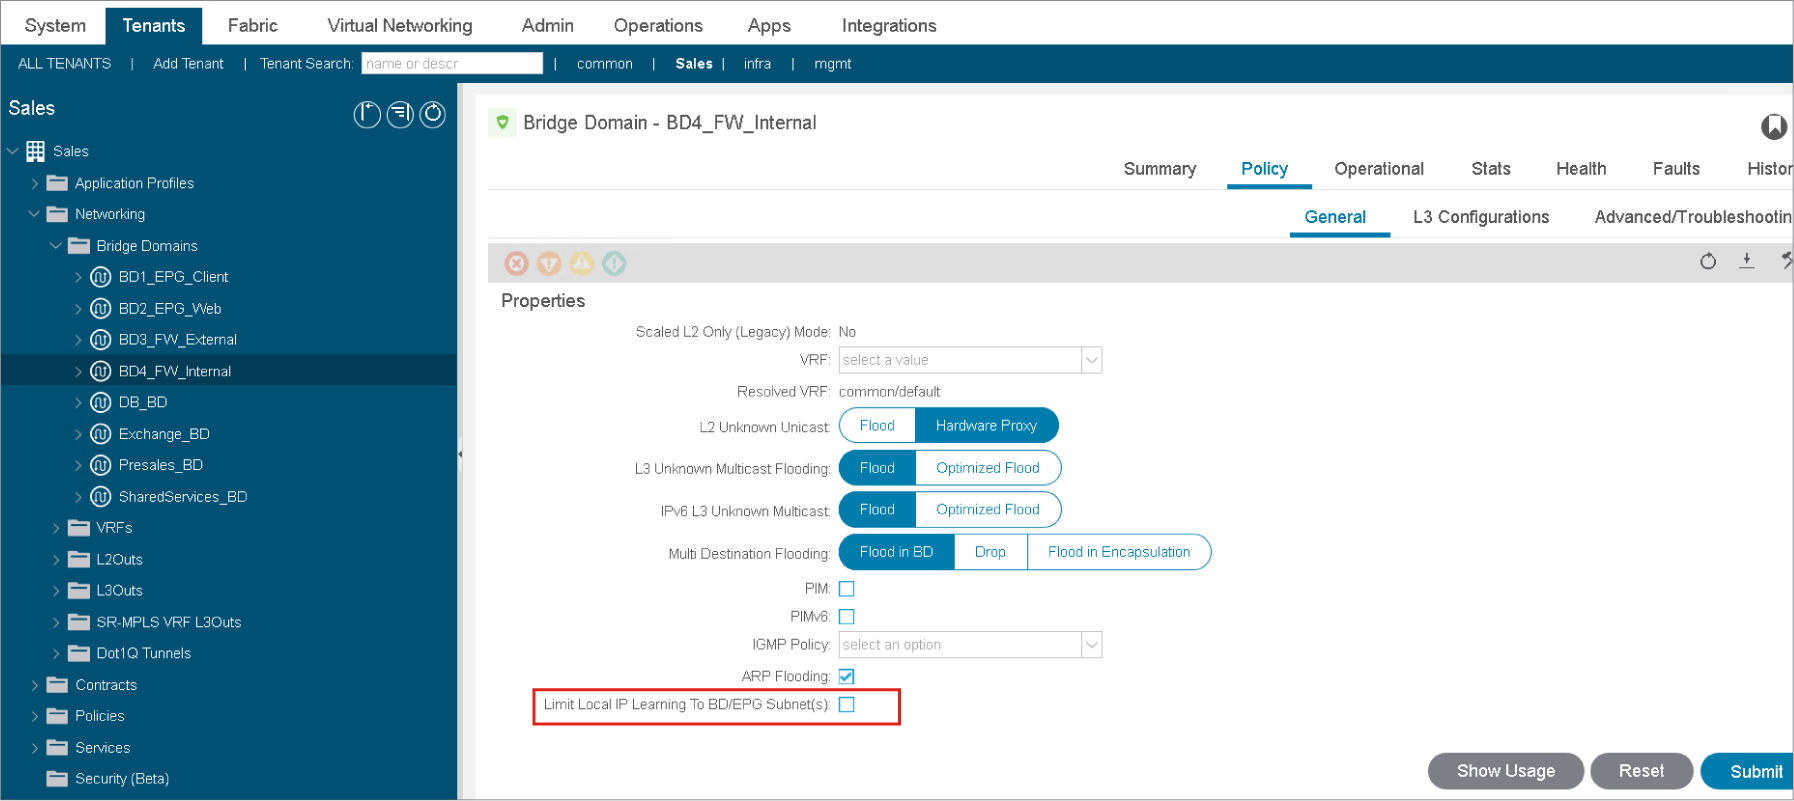 System Tenants Fabric Virtual Networking Admin Operations Apps Integrations
ALL TENANTS | Add Tenant | Tenant Search: name or descr | common | Sales | infra | mgmt
Sales
Sales
Application Profiles
Networking
Bridge Domains
BD1_EPG_Client
BD2_EPG_Web
BD3_FW_External
BD4_FW_Internal
DB_BD
Exchange_BD
Presales_BD
SharedServices_BD
VRFs
L2Outs
L3Outs
SR-MPLS VRF L3Outs
Dot1Q Tunnels
Contracts
Policies
Services
Security (Beta)
Bridge Domain - BD4_FW_Internal
Summary Policy Operational Stats Health Faults Histor
General L3 Configurations Advanced/Troubleshootin
Properties
Scaled L2 Only (Legacy) Mode: No
VRF: select a value
Resolved VRF: common/default
L2 Unknown Unicast: Flood Hardware Proxy
L3 Unknown Multicast Flooding: Flood Optimized Flood
IPv6 L3 Unknown Multicast: Flood Optimized Flood
Multi Destination Flooding: Flood in BD Drop Flood in Encapsulation
PIM:
PIMv6:
IGMP Policy: select an option
ARP Flooding:
Limit Local IP Learning To BD/EPG Subnet(s):
Show Usage Reset Submit